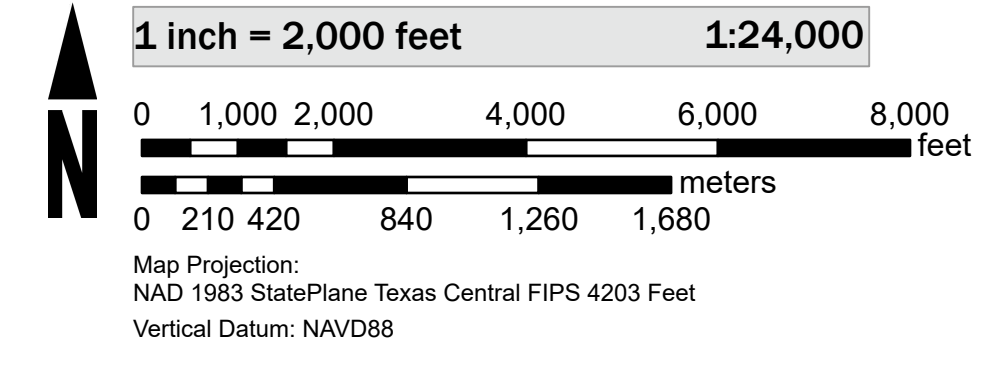 1 inch = 2,000 feet 1:24,000
0 1,000 2,000 4,000 6,000 8,000
feet
N
meters
0 210 420 840 1,260 1,680
Map Projection:
NAD 1983 StatePlane Texas Central FIPS 4203 Feet
Vertical Datum: NAVD88